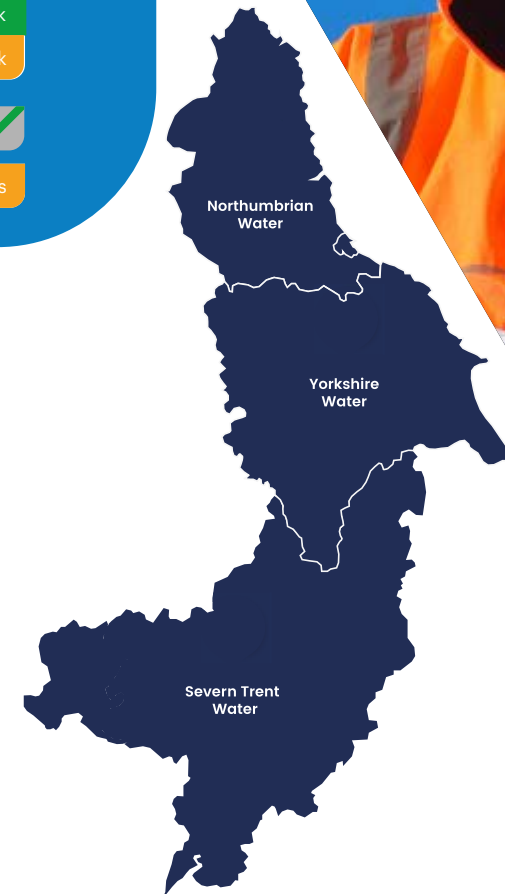 k
k
s
Northumbrian
Water
Yorkshire
Water
Severn Trent
Water